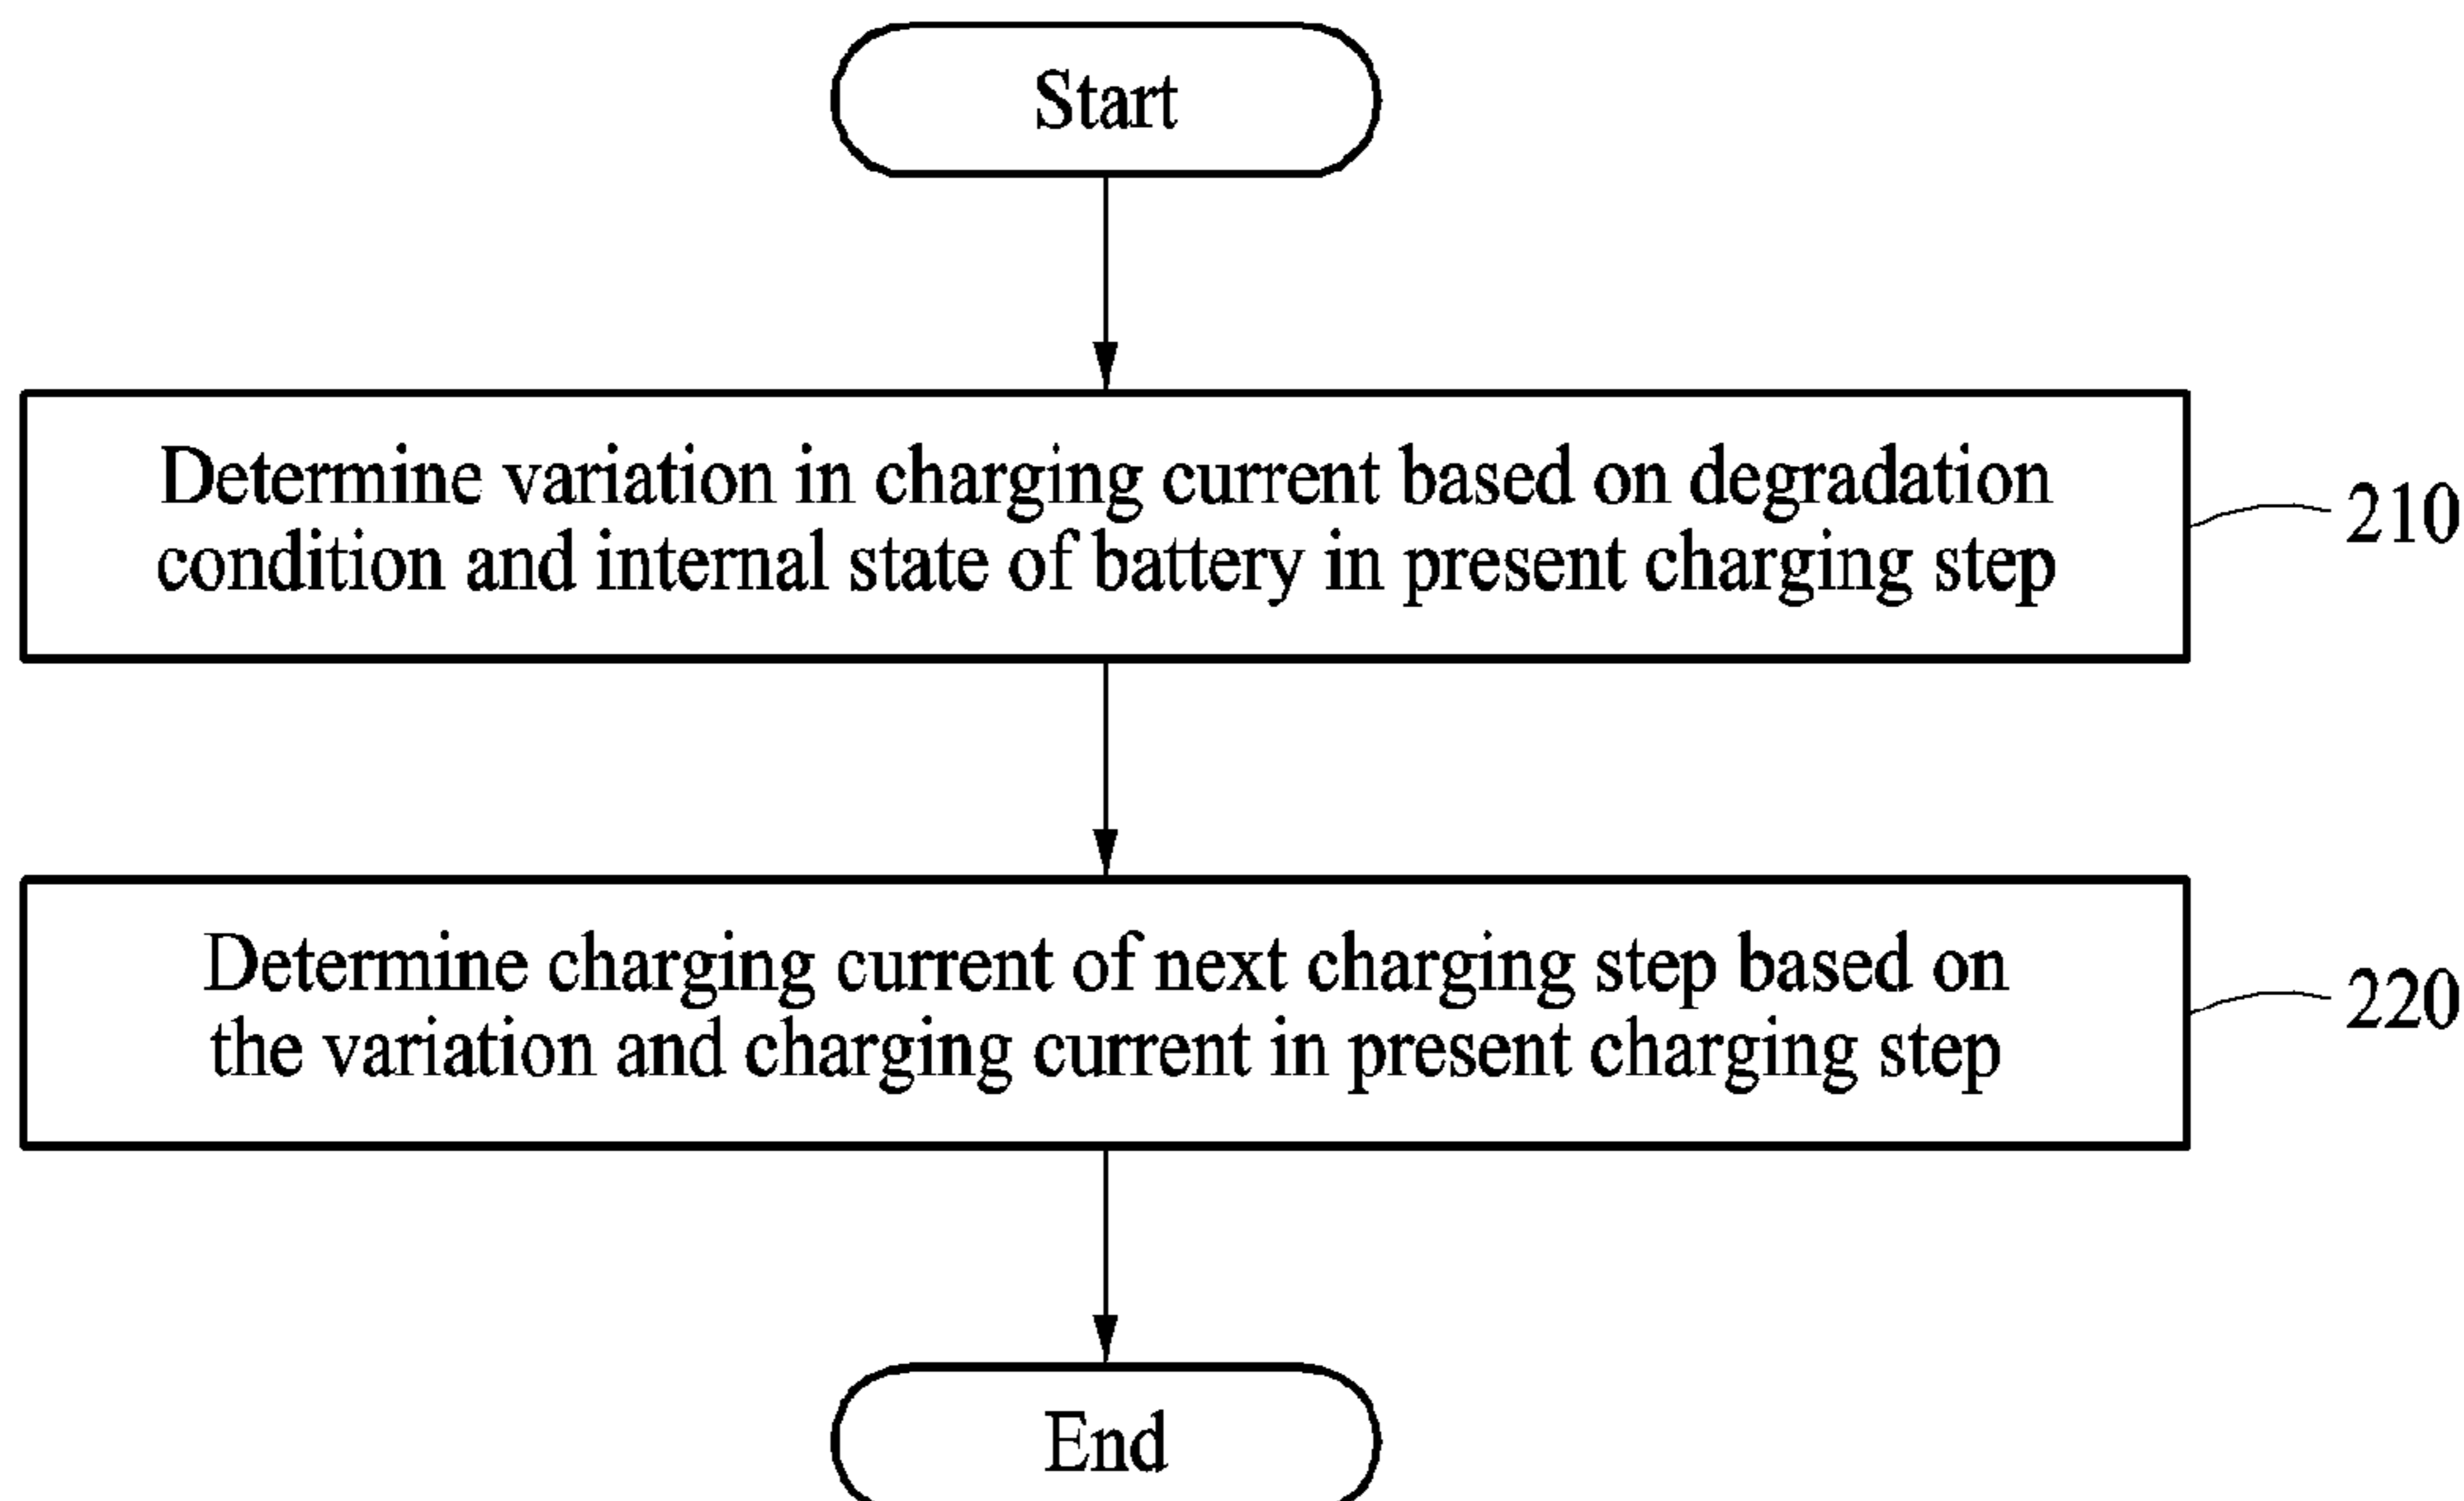 Start
Determine variation in charging current based on degradation
condition and internal state of battery in present charging step
210
Determine charging current of next charging step based on
the variation and charging current in present charging step
220
End